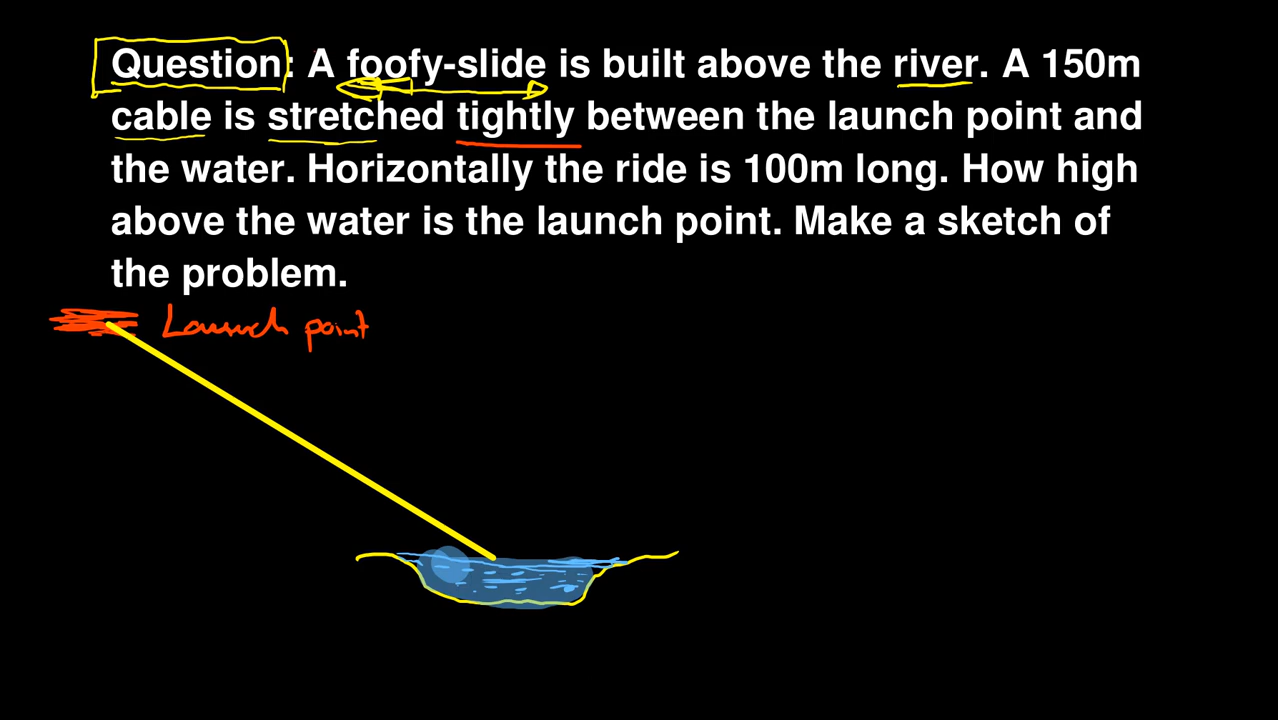 Question: A foofy-slide is built above the river. A 150m
cable is stretched tightly between the launch point and
the water. Horizontally the ride is 100m long. How high
above the water is the launch point. Make a sketch of
the problem.
Launch point